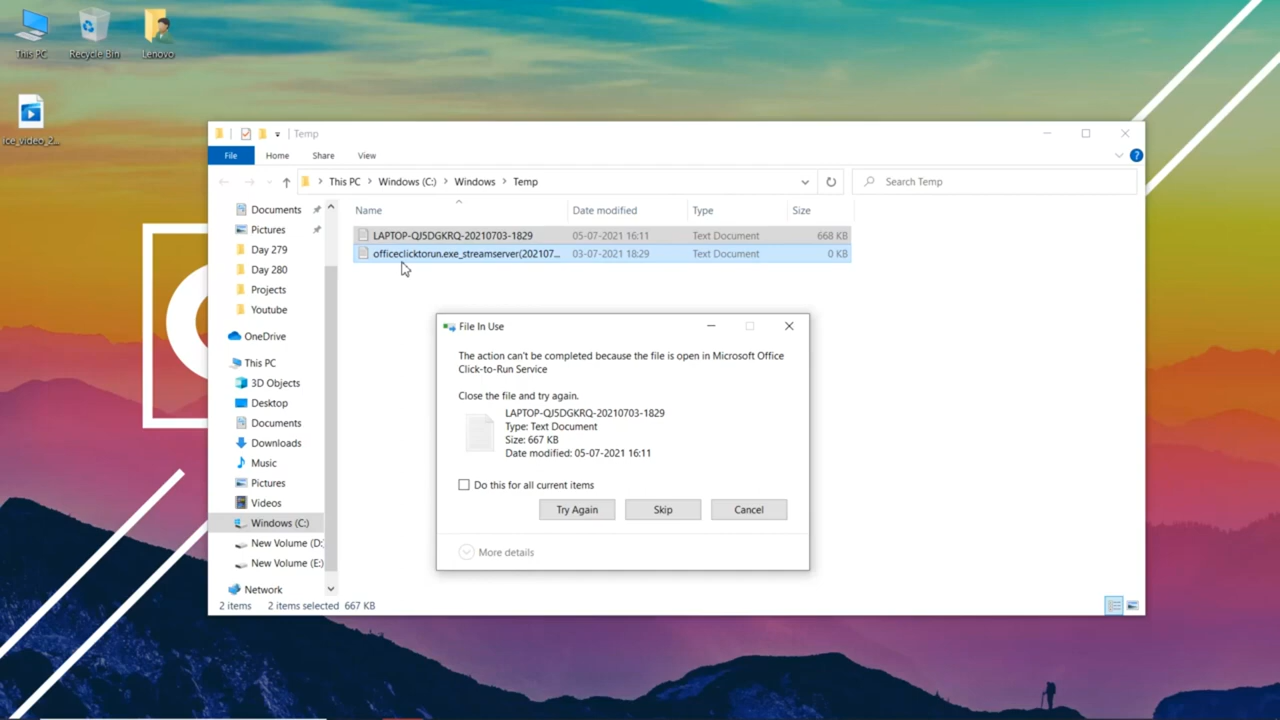 This PC
Recycle Bin
Lenovo
ice_video_2...
Temp
File Home Share View
This PC > Windows (C:) > Windows > Temp
Search Temp
Name Date modified Type Size
LAPTOP-QJ5DGKRQ-20210703-1829 05-07-2021 16:11 Text Document 668 KB
officeclicktorun.exe_streamserver(202107... 03-07-2021 18:29 Text Document 0 KB
Documents
Pictures
Day 279
Day 280
Projects
Youtube
OneDrive
This PC
3D Objects
Desktop
Documents
Downloads
Music
Pictures
Videos
Windows (C:)
New Volume (D:
New Volume (E:)
Network
File In Use
The action can't be completed because the file is open in Microsoft Office
Click-to-Run Service
Close the file and try again.
LAPTOP-QJ5DGKRQ-20210703-1829
Type: Text Document
Size: 667 KB
Date modified: 05-07-2021 16:11
Do this for all current items
Try Again Skip Cancel
More details
2 items 2 items selected 667 KB